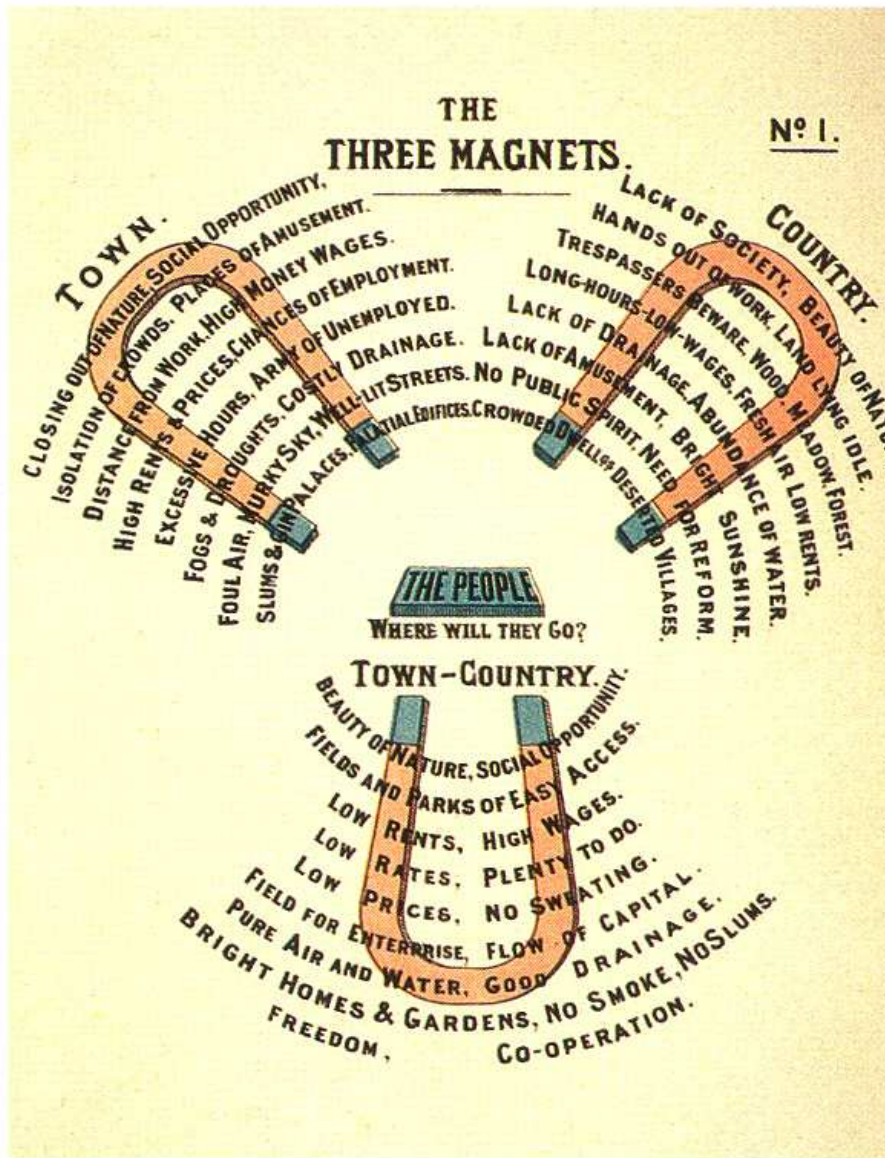 THE
THREE MAGNETS.
Nº 1.
TOWN.
CLOSING OUT OF NATURE. SOCIAL OPPORTUNITY.
ISOLATION OF CROWDS. PLACES OF AMUSEMENT.
DISTANCE FROM WORK. HIGH MONEY WAGES.
HIGH RENTS & PRICES. CHANCES OF EMPLOYMENT.
EXCESSIVE HOURS. ARMY OF UNEMPLOYED.
FOGS & DROUGHTS. COSTLY DRAINAGE.
FOUL AIR. MURKY SKY. WELL-LIT STREETS.
SLUMS & GIN PALACES. PALATIAL EDIFICES.
COUNTRY.
LACK OF SOCIETY. BEAUTY OF
HANDS OUT OF WORK. LAND LYING IDLE.
TRESPASSERS BEWARE. WOOD, MEADOW, FOREST.
LONG-HOURS-LOW-WAGES. FRESH AIR LOW RENTS.
LACK OF DRAINAGE. ABUNDANCE OF WATER.
LACK OF AMUSEMENT. BRIGHT SUNSHINE.
NO PUBLIC SPIRIT. NEED FOR REFORM.
CROWDED DWELLGS DESERTED VILLAGES.
THE PEOPLE
WHERE WILL THEY GO?
TOWN-COUNTRY.
BEAUTY OF NATURE, SOCIAL OPPORTUNITY.
FIELDS AND PARKS OF EASY ACCESS.
LOW RENTS, HIGH WAGES.
LOW RATES, PLENTY TO DO.
LOW PRICES, NO SWEATING.
FIELD FOR ENTERPRISE, FLOW OF CAPITAL.
PURE AIR AND WATER, GOOD DRAINAGE.
BRIGHT HOMES & GARDENS, NO SMOKE, NO SLUMS.
FREEDOM, CO-OPERATION.